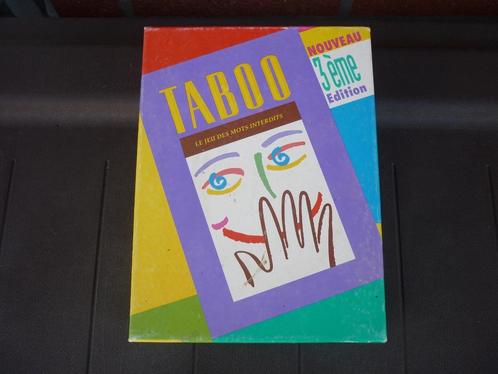 TABOO
LE JEU DES MOTS INTERDITS
NOUVEAU
3ème
Edition